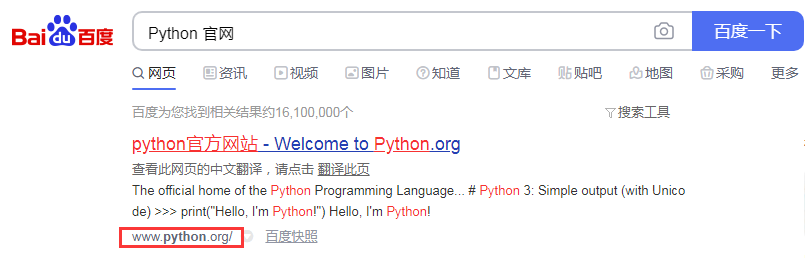 Bai du 百度 Python 官网 百度一下
网页 资讯 视频 图片 知道 文库 贴吧 地图 采购 更多
百度为您找到相关结果约16,100,000个 搜索工具
python官方网站 - Welcome to Python.org
查看此网页的中文翻译，请点击 翻译此页
The official home of the Python Programming Language... # Python 3: Simple output (with Unico
de) >>> print("Hello, I'm Python!") Hello, I'm Python!
www.python.org/ 百度快照